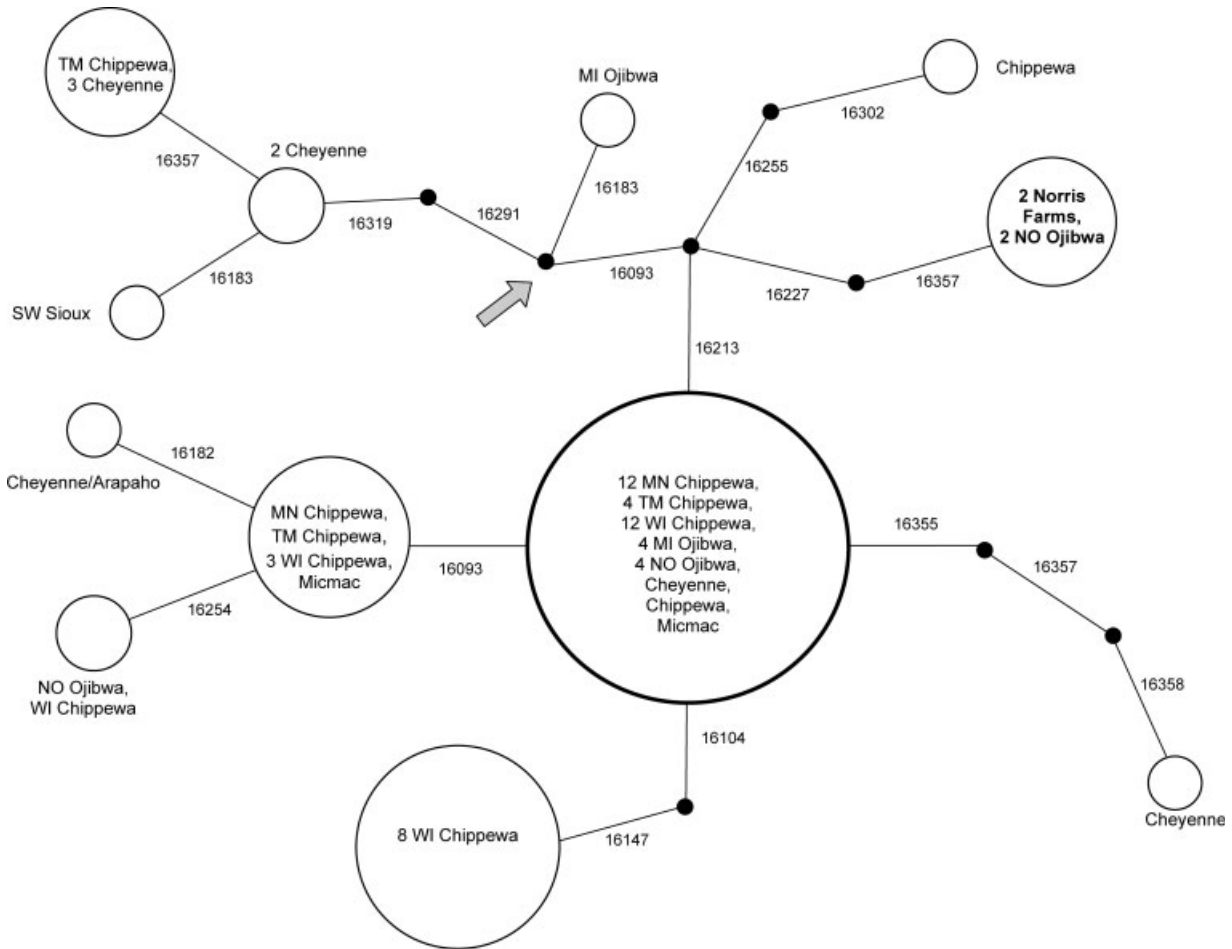 TM Chippewa,
3 Cheyenne
MI Ojibwa
Chippewa
16302
16357
2 Cheyenne
16183
16255
2 Norris
Farms,
2 NO Ojibwa
16319
16291
16093
16227
16357
16183
SW Sioux
16213
16182
Cheyenne/Arapaho
MN Chippewa,
TM Chippewa,
3 WI Chippewa,
Micmac
16093
12 MN Chippewa,
4 TM Chippewa,
12 WI Chippewa,
4 MI Ojibwa,
4 NO Ojibwa,
Cheyenne,
Chippewa,
Micmac
16355
16357
16254
NO Ojibwa,
WI Chippewa
16358
16104
8 WI Chippewa
16147
Cheyenne